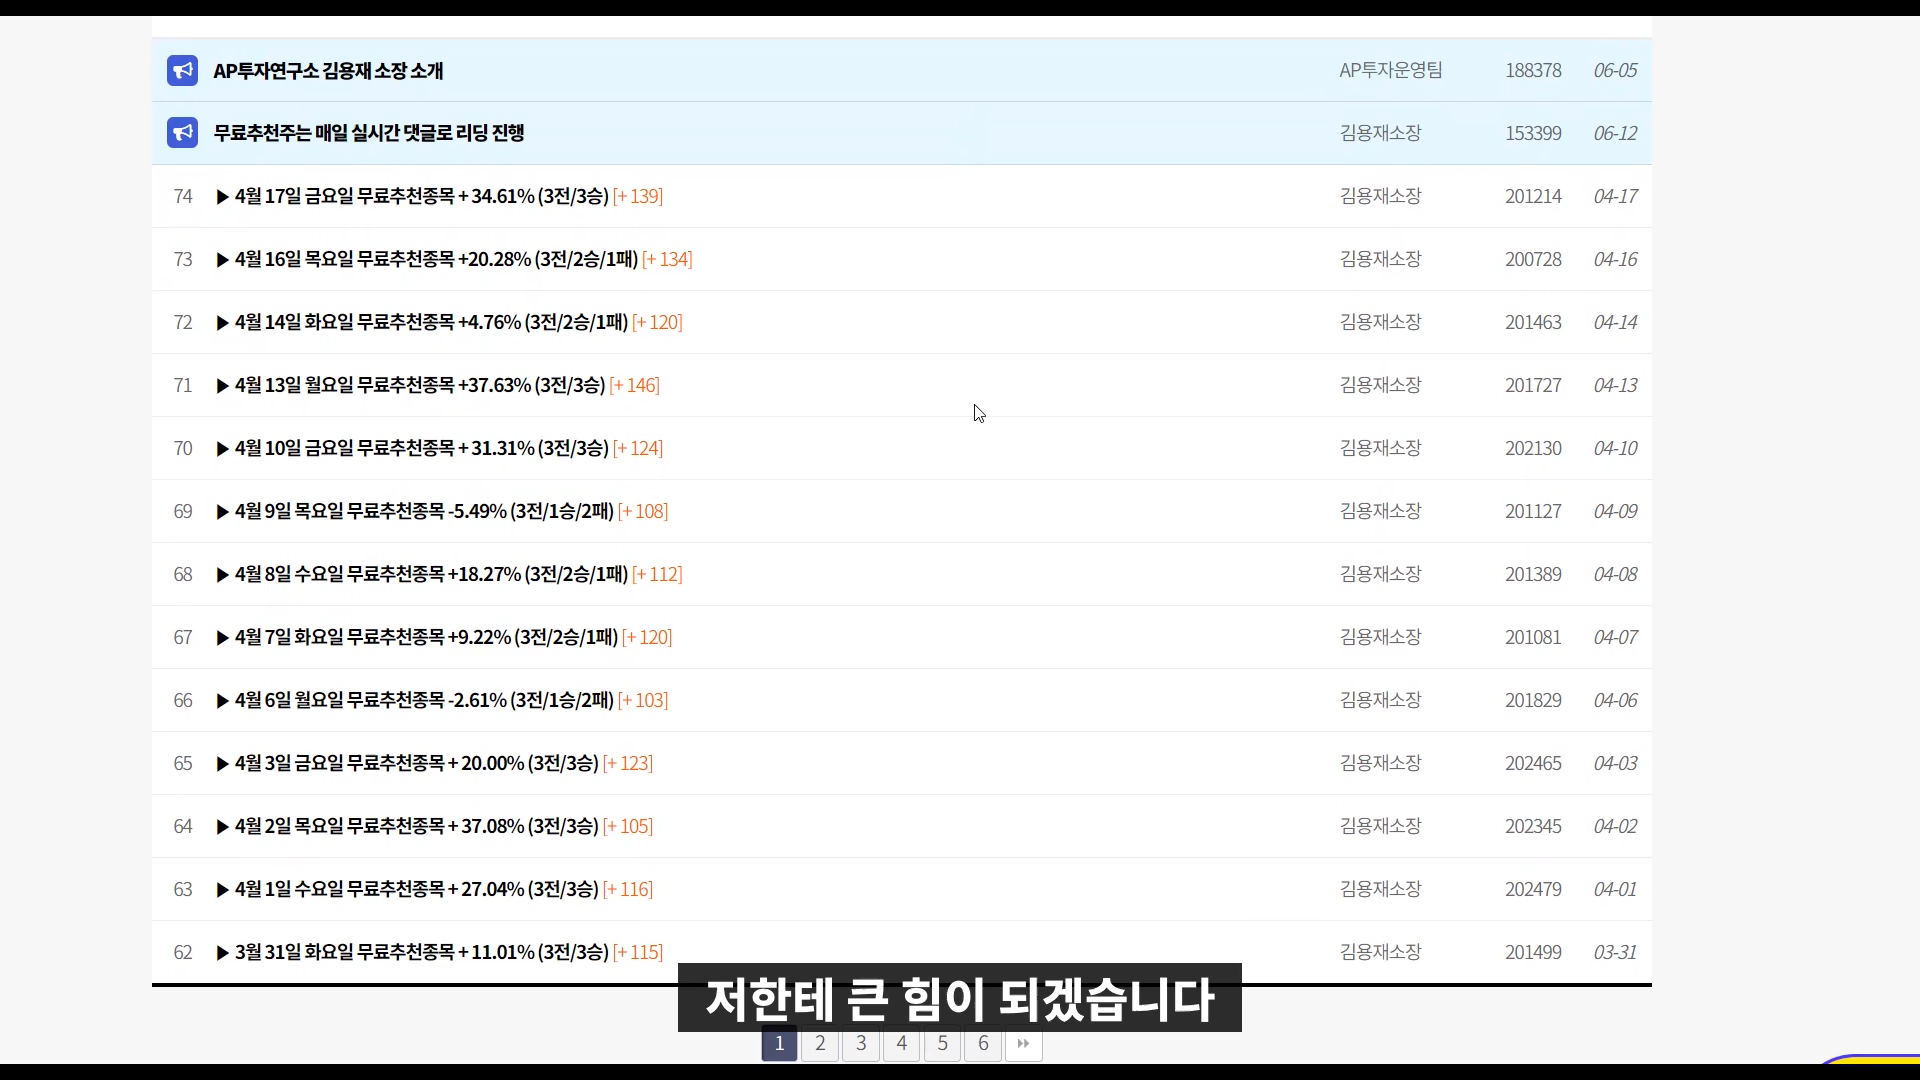 AP투자연구소 김용재 소장 소개 AP투자운영팀 188378 06-05
무료추천주는 매일 실시간 댓글로 리딩 진행 김용재소장 153399 06-12
74 ▶ 4월 17일 금요일 무료추천종목 + 34.61% (3전/3승) [+ 139] 김용재소장 201214 04-17
73 ▶ 4월 16일 목요일 무료추천종목 +20.28% (3전/2승/1패) [+ 134] 김용재소장 200728 04-16
72 ▶ 4월 14일 화요일 무료추천종목 +4.76% (3전/2승/1패) [+ 120] 김용재소장 201463 04-14
71 ▶ 4월 13일 월요일 무료추천종목 +37.63% (3전/3승) [+ 146] 김용재소장 201727 04-13
70 ▶ 4월 10일 금요일 무료추천종목 + 31.31% (3전/3승) [+ 124] 김용재소장 202130 04-10
69 ▶ 4월 9일 목요일 무료추천종목 -5.49% (3전/1승/2패) [+ 108] 김용재소장 201127 04-09
68 ▶ 4월 8일 수요일 무료추천종목 +18.27% (3전/2승/1패) [+ 112] 김용재소장 201389 04-08
67 ▶ 4월 7일 화요일 무료추천종목 +9.22% (3전/2승/1패) [+ 120] 김용재소장 201081 04-07
66 ▶ 4월 6일 월요일 무료추천종목 -2.61% (3전/1승/2패) [+ 103] 김용재소장 201829 04-06
65 ▶ 4월 3일 금요일 무료추천종목 + 20.00% (3전/3승) [+ 123] 김용재소장 202465 04-03
64 ▶ 4월 2일 목요일 무료추천종목 + 37.08% (3전/3승) [+ 105] 김용재소장 202345 04-02
63 ▶ 4월 1일 수요일 무료추천종목 + 27.04% (3전/3승) [+ 116] 김용재소장 202479 04-01
62 ▶ 3월 31일 화요일 무료추천종목 + 11.01% (3전/3승) [+ 115] 김용재소장 201499 03-31
저한테 큰 힘이 되겠습니다
1 2 3 4 5 6